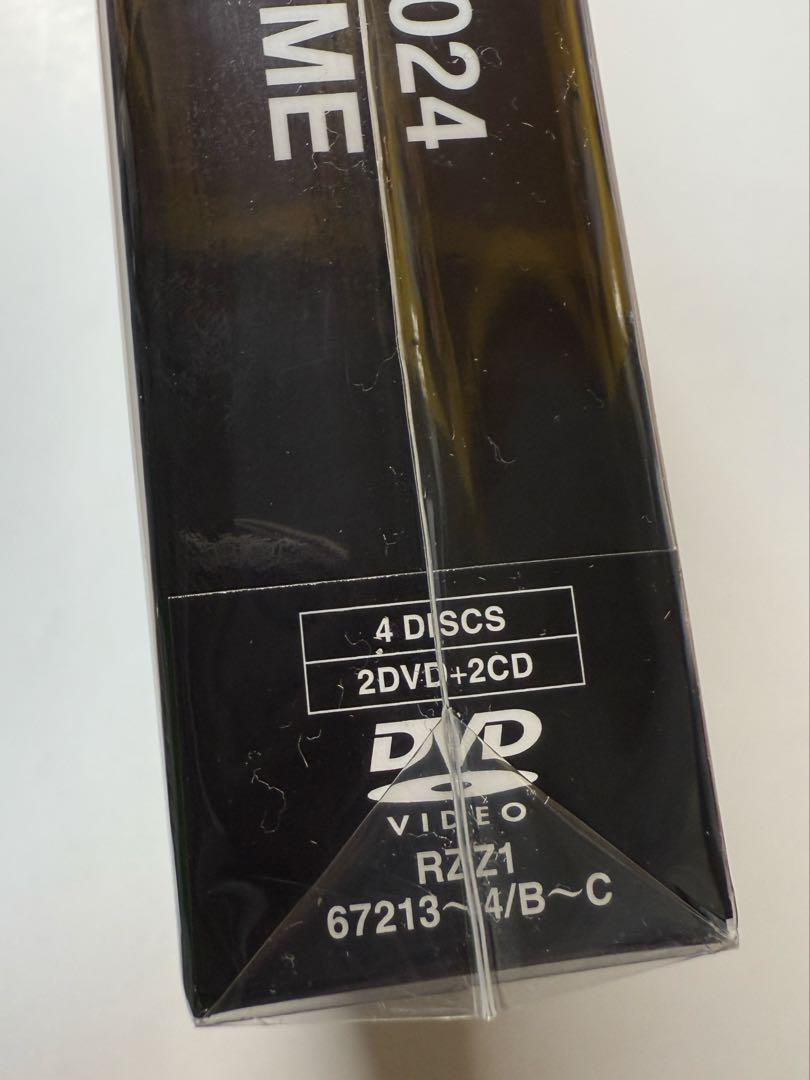 024
ME
4 DISCS
2DVD+2CD
DVD
VIDEO
RZZ1
67213~4/B~C